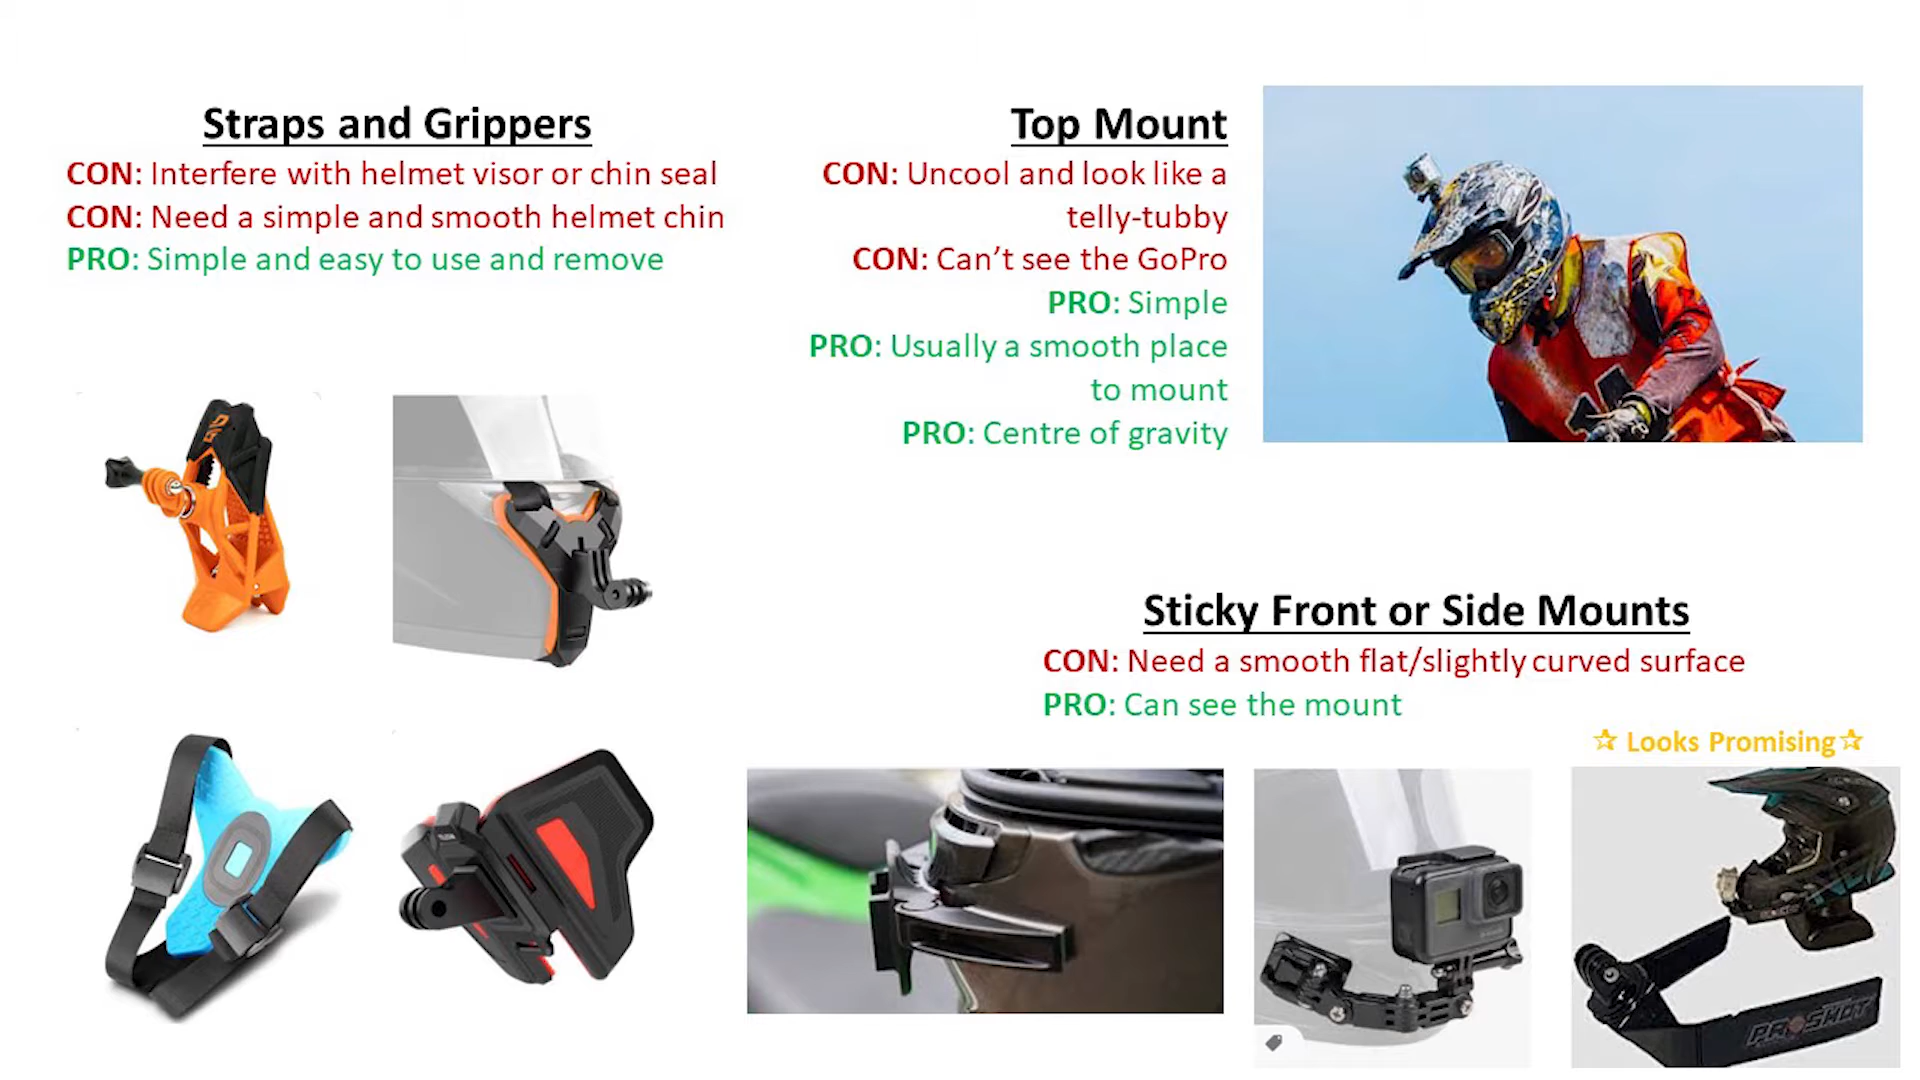 Straps and Grippers
CON: Interfere with helmet visor or chin seal
CON: Need a simple and smooth helmet chin
PRO: Simple and easy to use and remove
Top Mount
CON: Uncool and look like a
telly-tubby
CON: Can't see the GoPro
PRO: Simple
PRO: Usually a smooth place
to mount
PRO: Centre of gravity
Sticky Front or Side Mounts
CON: Need a smooth flat/slightly curved surface
PRO: Can see the mount
☆ Looks Promising☆
PROSHOT